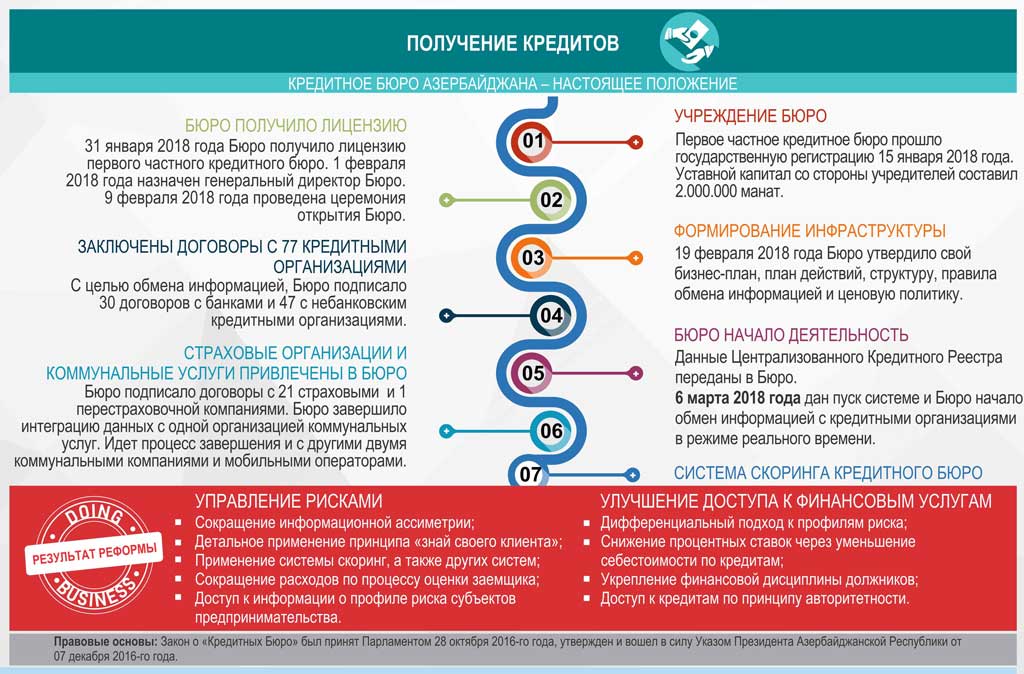 ПОЛУЧЕНИЕ КРЕДИТОВ
КРЕДИТНОЕ БЮРО АЗЕРБАЙДЖАНА – НАСТОЯЩЕЕ ПОЛОЖЕНИЕ
01
УЧРЕЖДЕНИЕ БЮРО
Первое частное кредитное бюро прошло
государственную регистрацию 15 января 2018 года.
Уставной капитал со стороны учредителей составил
2.000.000 манат.
БЮРО ПОЛУЧИЛО ЛИЦЕНЗИЮ
31 января 2018 года Бюро получило лицензию
первого частного кредитного бюро. 1 февраля
2018 года назначен генеральный директор Бюро.
9 февраля 2018 года проведена церемония
открытия Бюро.
02
03
ФОРМИРОВАНИЕ ИНФРАСТРУКТУРЫ
19 февраля 2018 года Бюро утвердило свой
бизнес-план, план действий, структуру, правила
обмена информацией и ценовую политику.
ЗАКЛЮЧЕНЫ ДОГОВОРЫ С 77 КРЕДИТНЫМИ
ОРГАНИЗАЦИЯМИ
С целью обмена информацией, Бюро подписало
30 договоров с банками и 47 с небанковским
кредитными организациями.
04
05
БЮРО НАЧАЛО ДЕЯТЕЛЬНОСТЬ
Данные Централизованного Кредитного Реестра
переданы в Бюро.
6 марта 2018 года дан пуск системе и Бюро начало
обмен информацией с кредитными организациями
в режиме реального времени.
СТРАХОВЫЕ ОРГАНИЗАЦИИ И
КОММУНАЛЬНЫЕ УСЛУГИ ПРИВЛЕЧЕНЫ В БЮРО
Бюро подписало договоры с 21 страховыми и 1
перестраховочной компаниями. Бюро завершило
интеграцию данных с одной организацией коммунальных
услуг. Идет процесс завершения и с другими двумя
коммунальными компаниями и мобильными операторами.
06
07
СИСТЕМА СКОРИНГА КРЕДИТНОГО БЮРО
DOING
РЕЗУЛЬТАТ РЕФОРМЫ
BUSINESS
УПРАВЛЕНИЕ РИСКАМИ
▪ Сокращение информационной ассиметрии;
▪ Детальное применение принципа «знай своего клиента»;
▪ Применение системы скоринг, а также других систем;
▪ Сокращение расходов по процессу оценки заемщика;
▪ Доступ к информации о профиле риска субъектов
предпринимательства.
УЛУЧШЕНИЕ ДОСТУПА К ФИНАНСОВЫМ УСЛУГАМ
▪ Дифференциальный подход к профилям риска;
▪ Снижение процентных ставок через уменьшение
себестоимости по кредитам;
▪ Укрепление финансовой дисциплины должников;
▪ Доступ к кредитам по принципу авторитетности.
Правовые основы: Закон о «Кредитных Бюро» был принят Парламентом 28 октября 2016-го года, утвержден и вошел в силу Указом Президента Азербайджанской Республики от
07 декабря 2016-го года.